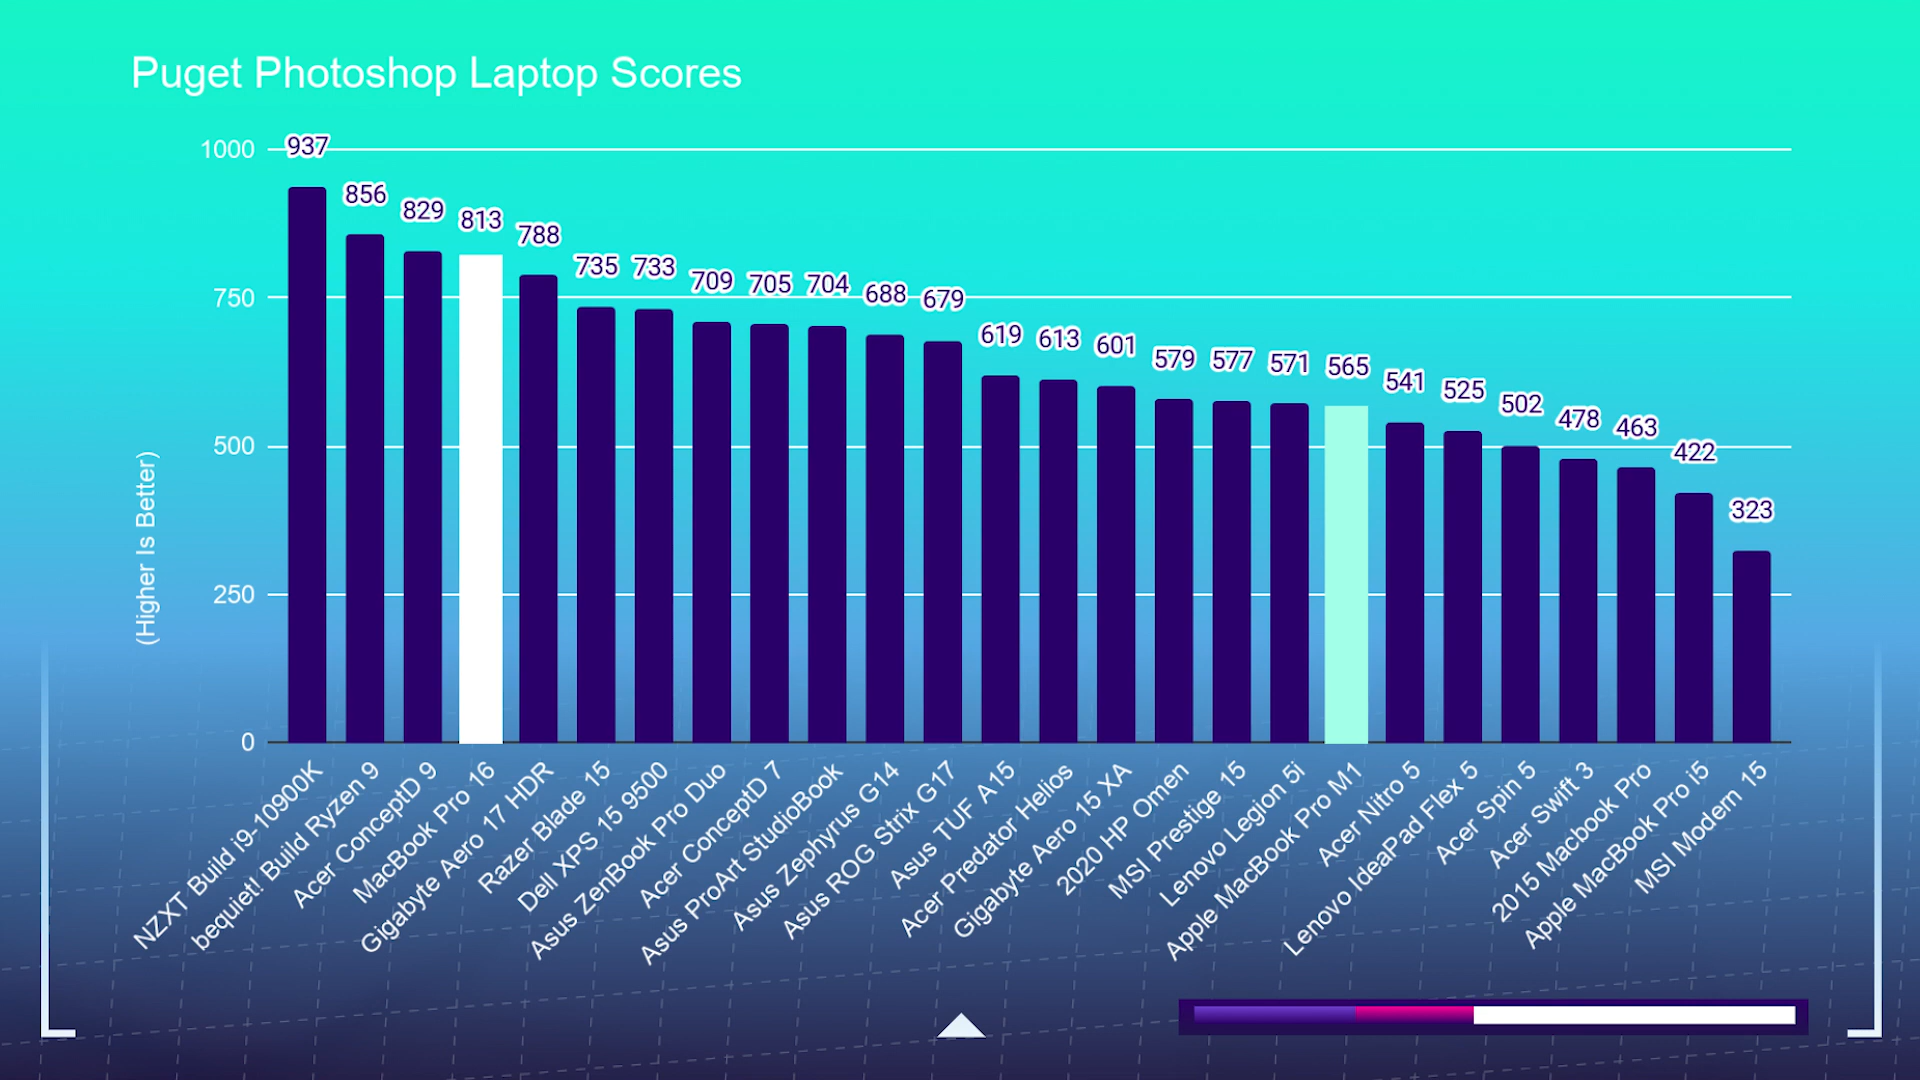 Puget Photoshop Laptop Scores
(Higher Is Better)
1000
750
500
250
0
937
856
829
813
788
735
733
709
705
704
688
679
619
613
601
579
577
571
565
541
525
502
478
463
422
323
NZXT Build i9-10900K
bequiet! Build Ryzen 9
Acer ConceptD 9
MacBook Pro 16
Gigabyte Aero 17 HDR
Razer Blade 15
Dell XPS 15 9500
Asus ZenBook Pro Duo
Acer ConceptD 7
Asus ProArt StudioBook
Asus Zephyrus G14
Asus ROG Strix G17
Asus TUF A15
Acer Predator Helios
Gigabyte Aero 15 XA
2020 HP Omen
MSI Prestige 15
Lenovo Legion 5i
Apple MacBook Pro M1
Acer Nitro 5
Lenovo IdeaPad Flex 5
Acer Spin 5
Acer Swift 3
2015 Macbook Pro
Apple MacBook Pro i5
MSI Modern 15